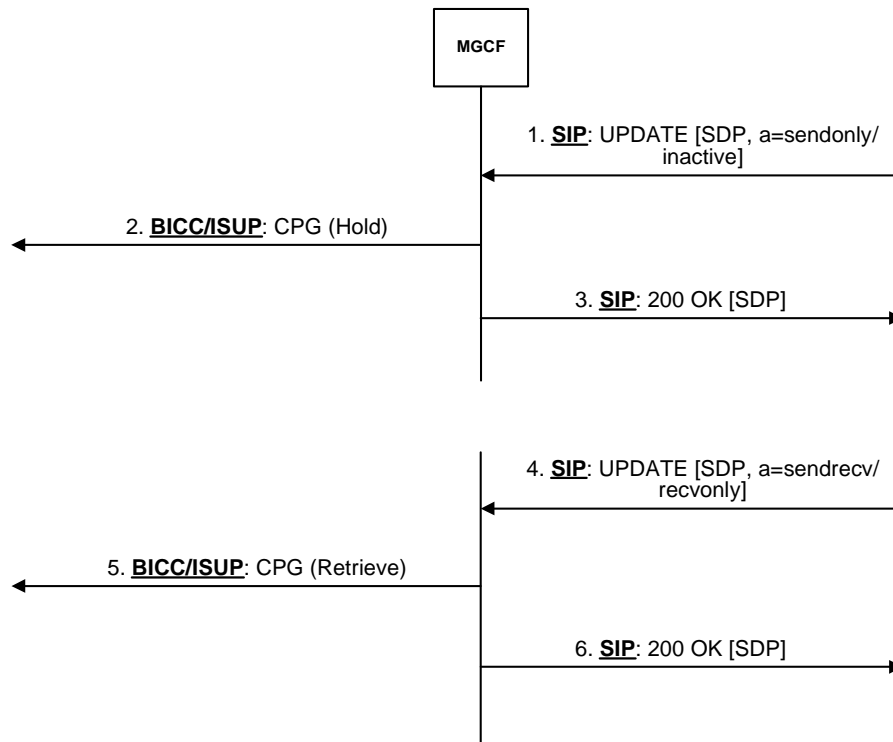 MGCF
1. SIP: UPDATE [SDP, a=sendonly/
inactive]
2. BICC/ISUP: CPG (Hold)
3. SIP: 200 OK [SDP]
4. SIP: UPDATE [SDP, a=sendrecv/
recvonly]
5. BICC/ISUP: CPG (Retrieve)
6. SIP: 200 OK [SDP]